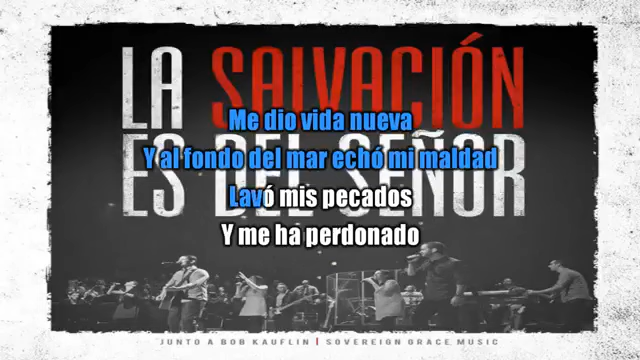 LA SALVACIÓN
ES DEL SEÑOR
Me dio vida nueva
Y al fondo del mar echó mi maldad
Lavó mis pecados
Y me ha perdonado
JUNTO A BOB KAUFLIN | SOVEREIGN GRACE MUSIC